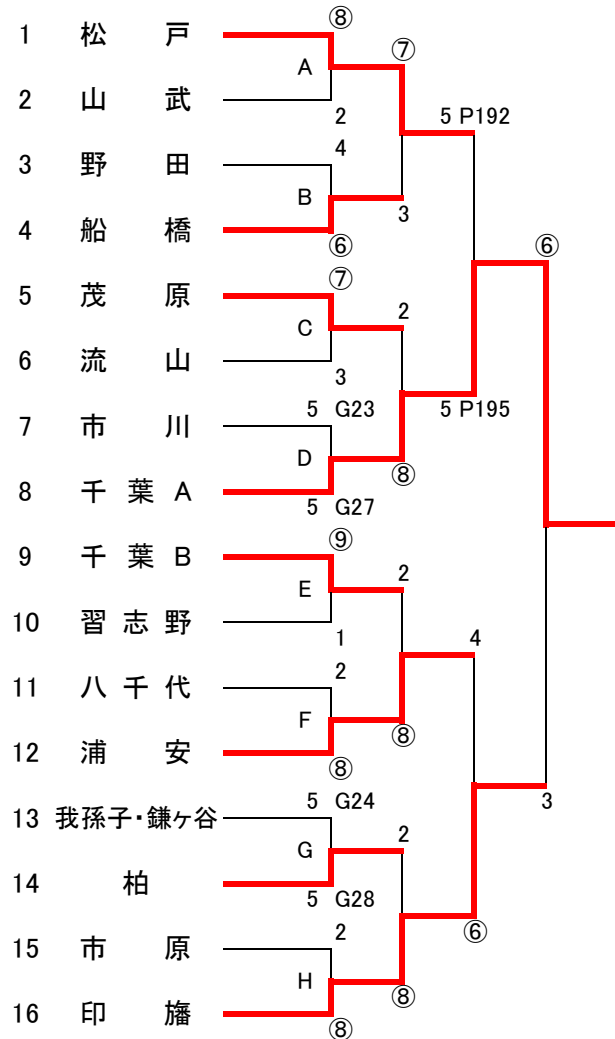 ⑧
1 松 戸
⑦
A
2 山 武
2
5 P192
4
3 野 田
B
3
4 船 橋
⑥
⑥
⑦
5 茂 原
2
C
6 流 山
3
5 G23
5 P195
7 市 川
D
⑧
8 千 葉 A
5 G27
⑨
9 千 葉 B
2
E
10 習 志 野
1
4
2
11 八 千 代
F
⑧
12 浦 安
⑧
5 G24
3
13 我孫子・鎌ヶ谷
2
G
14 柏
5 G28
2
⑥
15 市 原
H
⑧
16 印 旛
⑧